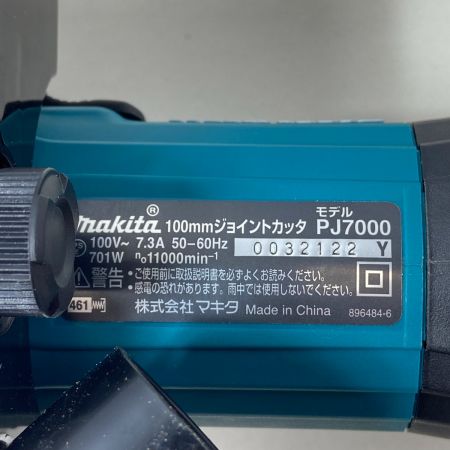 makita® 100mmジョイントカッタ モデル PJ7000
100V~ 7.3A 50-60Hz 0032122 Y
701W n₀11000min⁻¹
警告 ・ご使用前に取扱説明書を必ずよくお読みください。
・感電の恐れがあります。雨中では使用しないでください。
461 株式会社 マキタ Made in China 896484-6